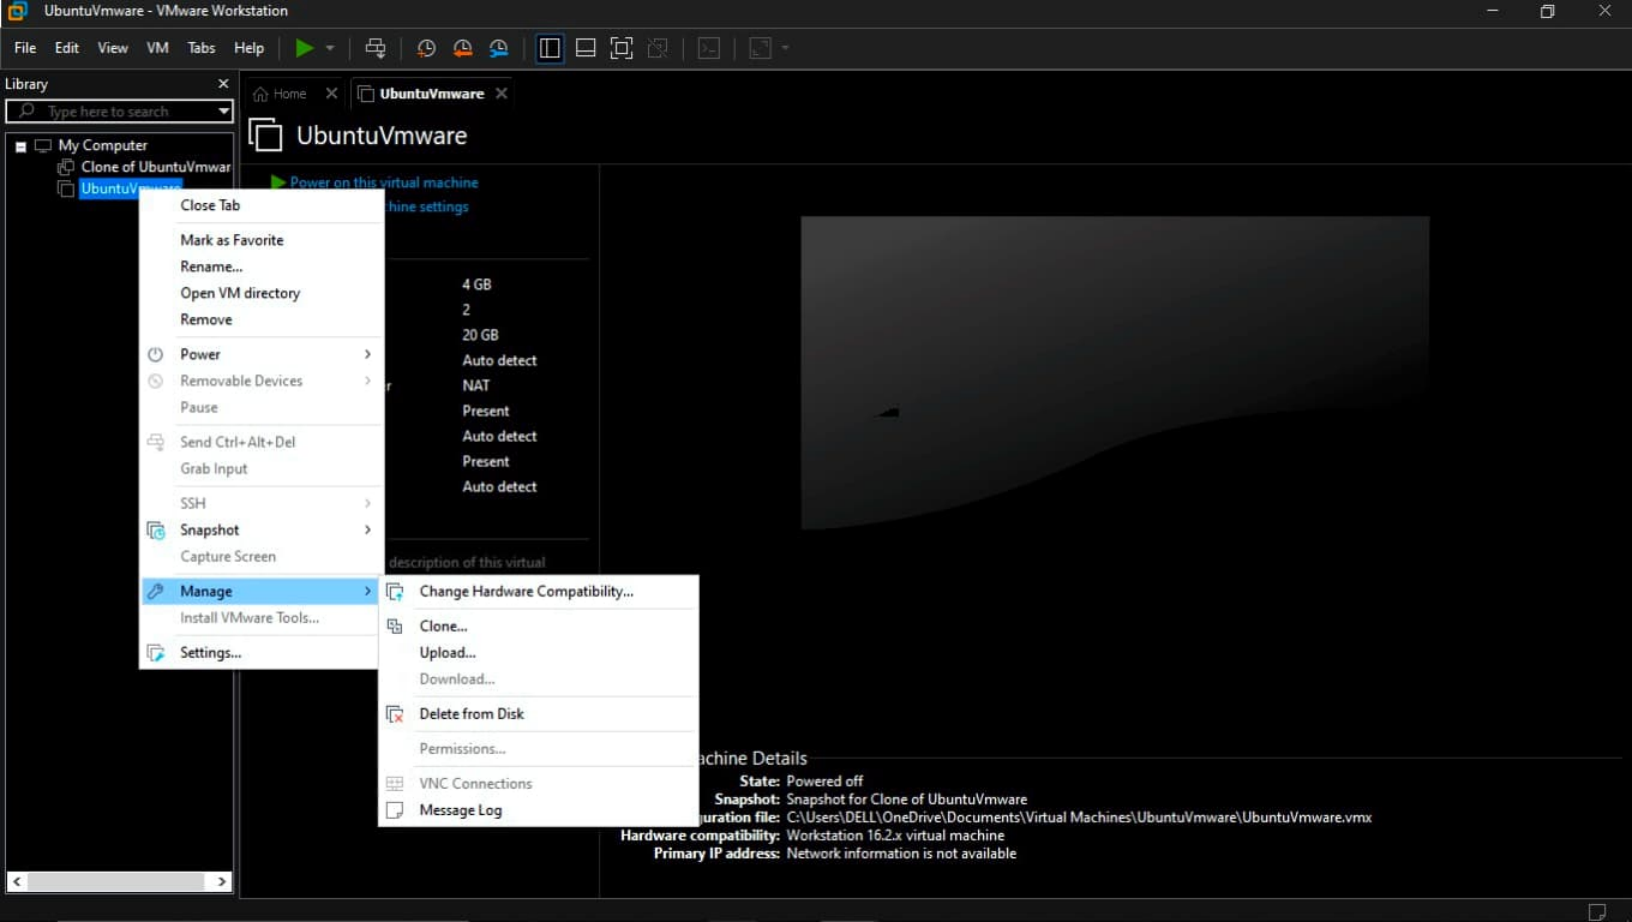 UbuntuVmware - VMware Workstation
File Edit View VM Tabs Help
Library
Type here to search
My Computer
Clone of UbuntuVmwar
Home
UbuntuVmware
UbuntuVmware
Power on this virtual machine
settings
4 GB
2
20 GB
Auto detect
NAT
Present
Auto detect
Present
Auto detect
description of this virtual
Close Tab
Mark as Favorite
Rename...
Open VM directory
Remove
Power
Removable Devices
Pause
Send Ctrl+Alt+Del
Grab Input
SSH
Snapshot
Capture Screen
Manage
Install VMware Tools...
Settings...
Change Hardware Compatibility...
Clone...
Upload...
Download...
Delete from Disk
Permissions...
VNC Connections
Message Log
achine Details
State: Powered off
Snapshot: Snapshot for Clone of UbuntuVmware
uration file: C:\Users\DELL\OneDrive\Documents\Virtual Machines\UbuntuVmware\UbuntuVmware.vmx
Hardware compatibility: Workstation 16.2.x virtual machine
Primary IP address: Network information is not available